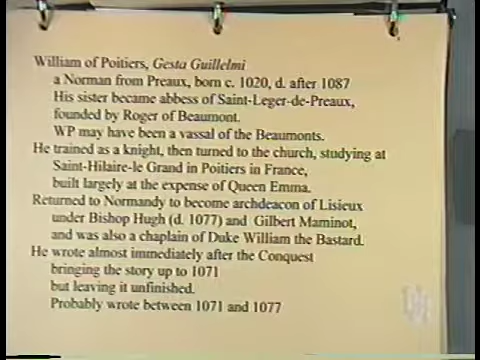 William of Poitiers, Gesta Guillelmi
a Norman from Preaux, born c. 1020, d. after 1087
His sister became abbess of Saint-Leger-de-Preaux,
founded by Roger of Beaumont.
WP may have been a vassal of the Beaumonts.
He trained as a knight, then turned to the church, studying at
Saint-Hilaire-le Grand in Poitiers in France,
built largely at the expense of Queen Emma.
Returned to Normandy to become archdeacon of Lisieux
under Bishop Hugh (d. 1077) and Gilbert Maminot,
and was also a chaplain of Duke William the Bastard.
He wrote almost immediately after the Conquest
bringing the story up to 1071
but leaving it unfinished.
Probably wrote between 1071 and 1077